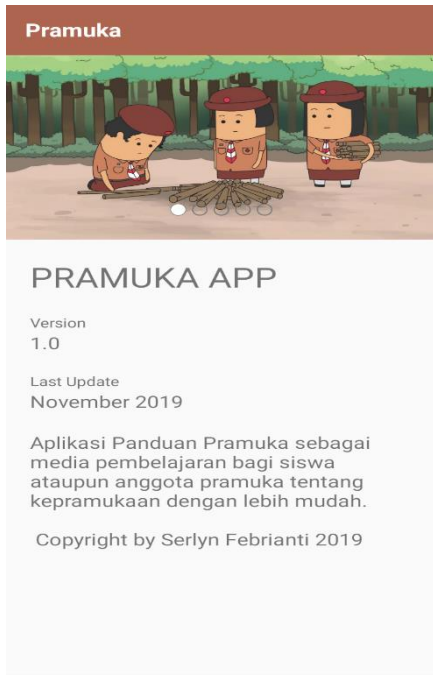 Pramuka
PRAMUKA APP
Version
1.0
Last Update
November 2019
Aplikasi Panduan Pramuka sebagai
media pembelajaran bagi siswa
ataupun anggota pramuka tentang
kepramukaan dengan lebih mudah.
Copyright by Serlyn Febrianti 2019